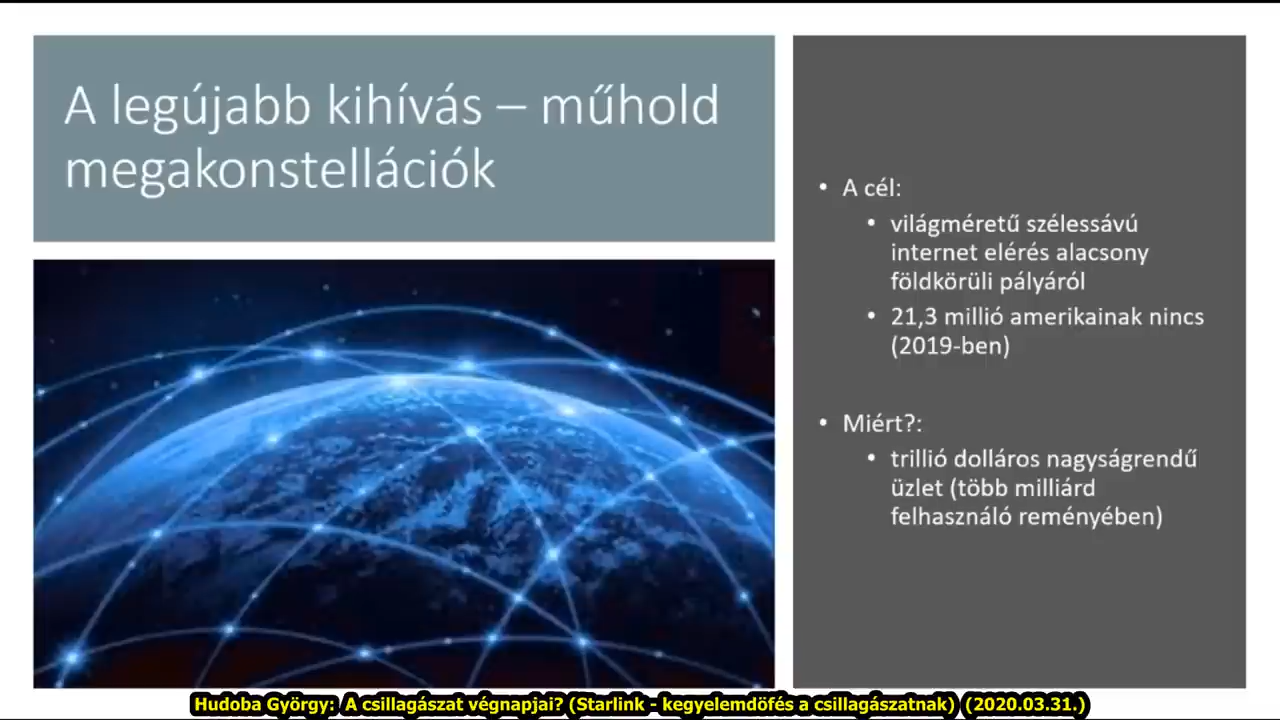 A legújabb kihívás – műhold
megakonstellációk
• A cél:
• világméretű szélessávú
internet elérés alacsony
földkörüli pályáról
• 21,3 millió amerikainak nincs
(2019-ben)
• Miért?:
• trillió dolláros nagyságrendű
üzlet (több milliárd
felhasználó reményében)
Hudoba György: A csillagászat végnapjai? (Starlink - kegyelemdöfés a csillagászatnak) (2020.03.31.)